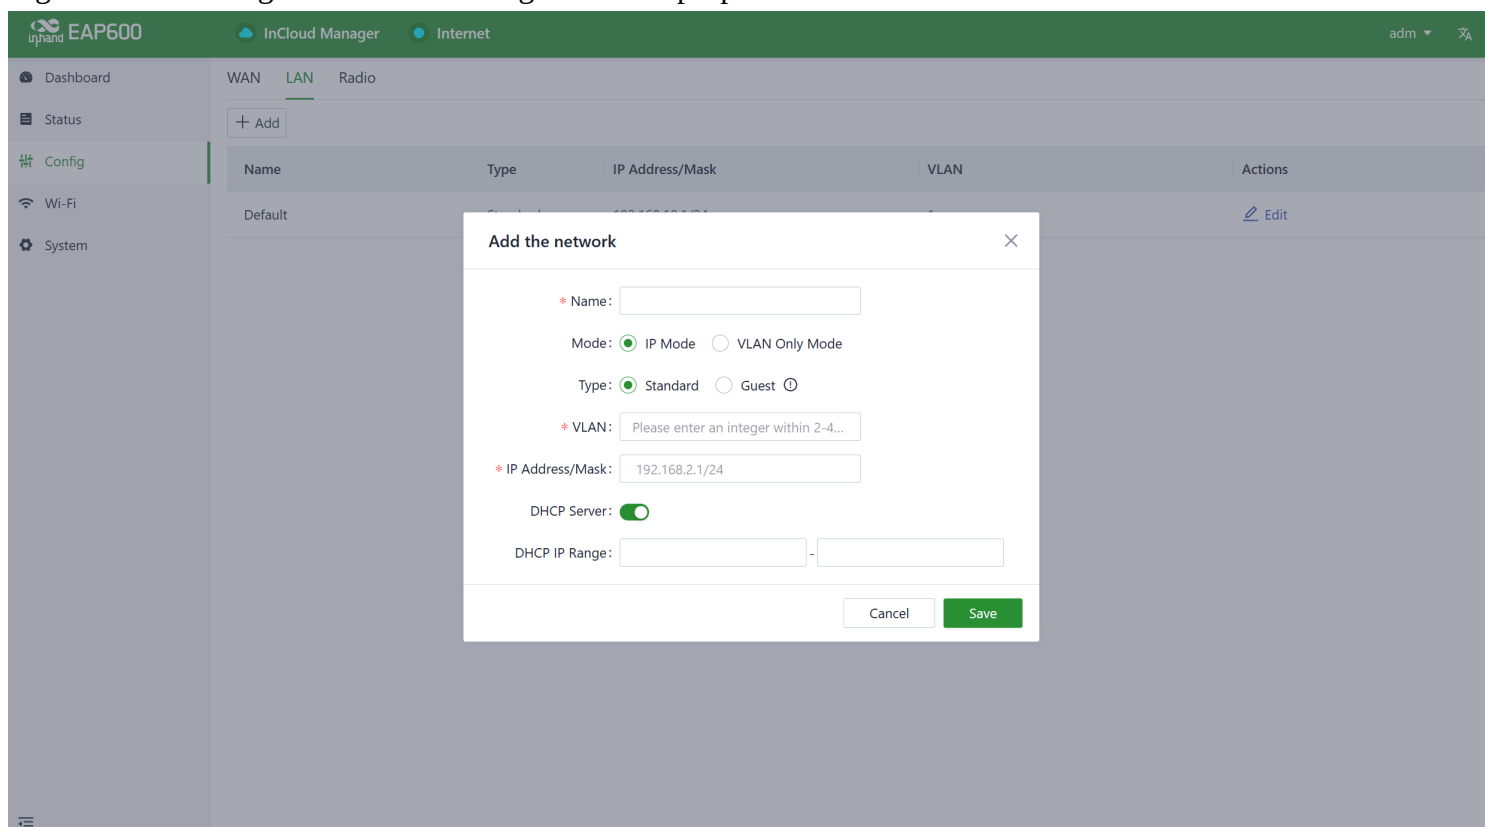 inhand EAP600 InCloud Manager Internet adm
Dashboard WAN LAN Radio
Status + Add
Config Name Type IP Address/Mask VLAN Actions
Wi-Fi Default Edit
System Add the network
* Name:
Mode: IP Mode VLAN Only Mode
Type: Standard Guest
* VLAN: Please enter an integer within 2-4...
* IP Address/Mask: 192.168.2.1/24
DHCP Server:
DHCP IP Range: -
Cancel Save